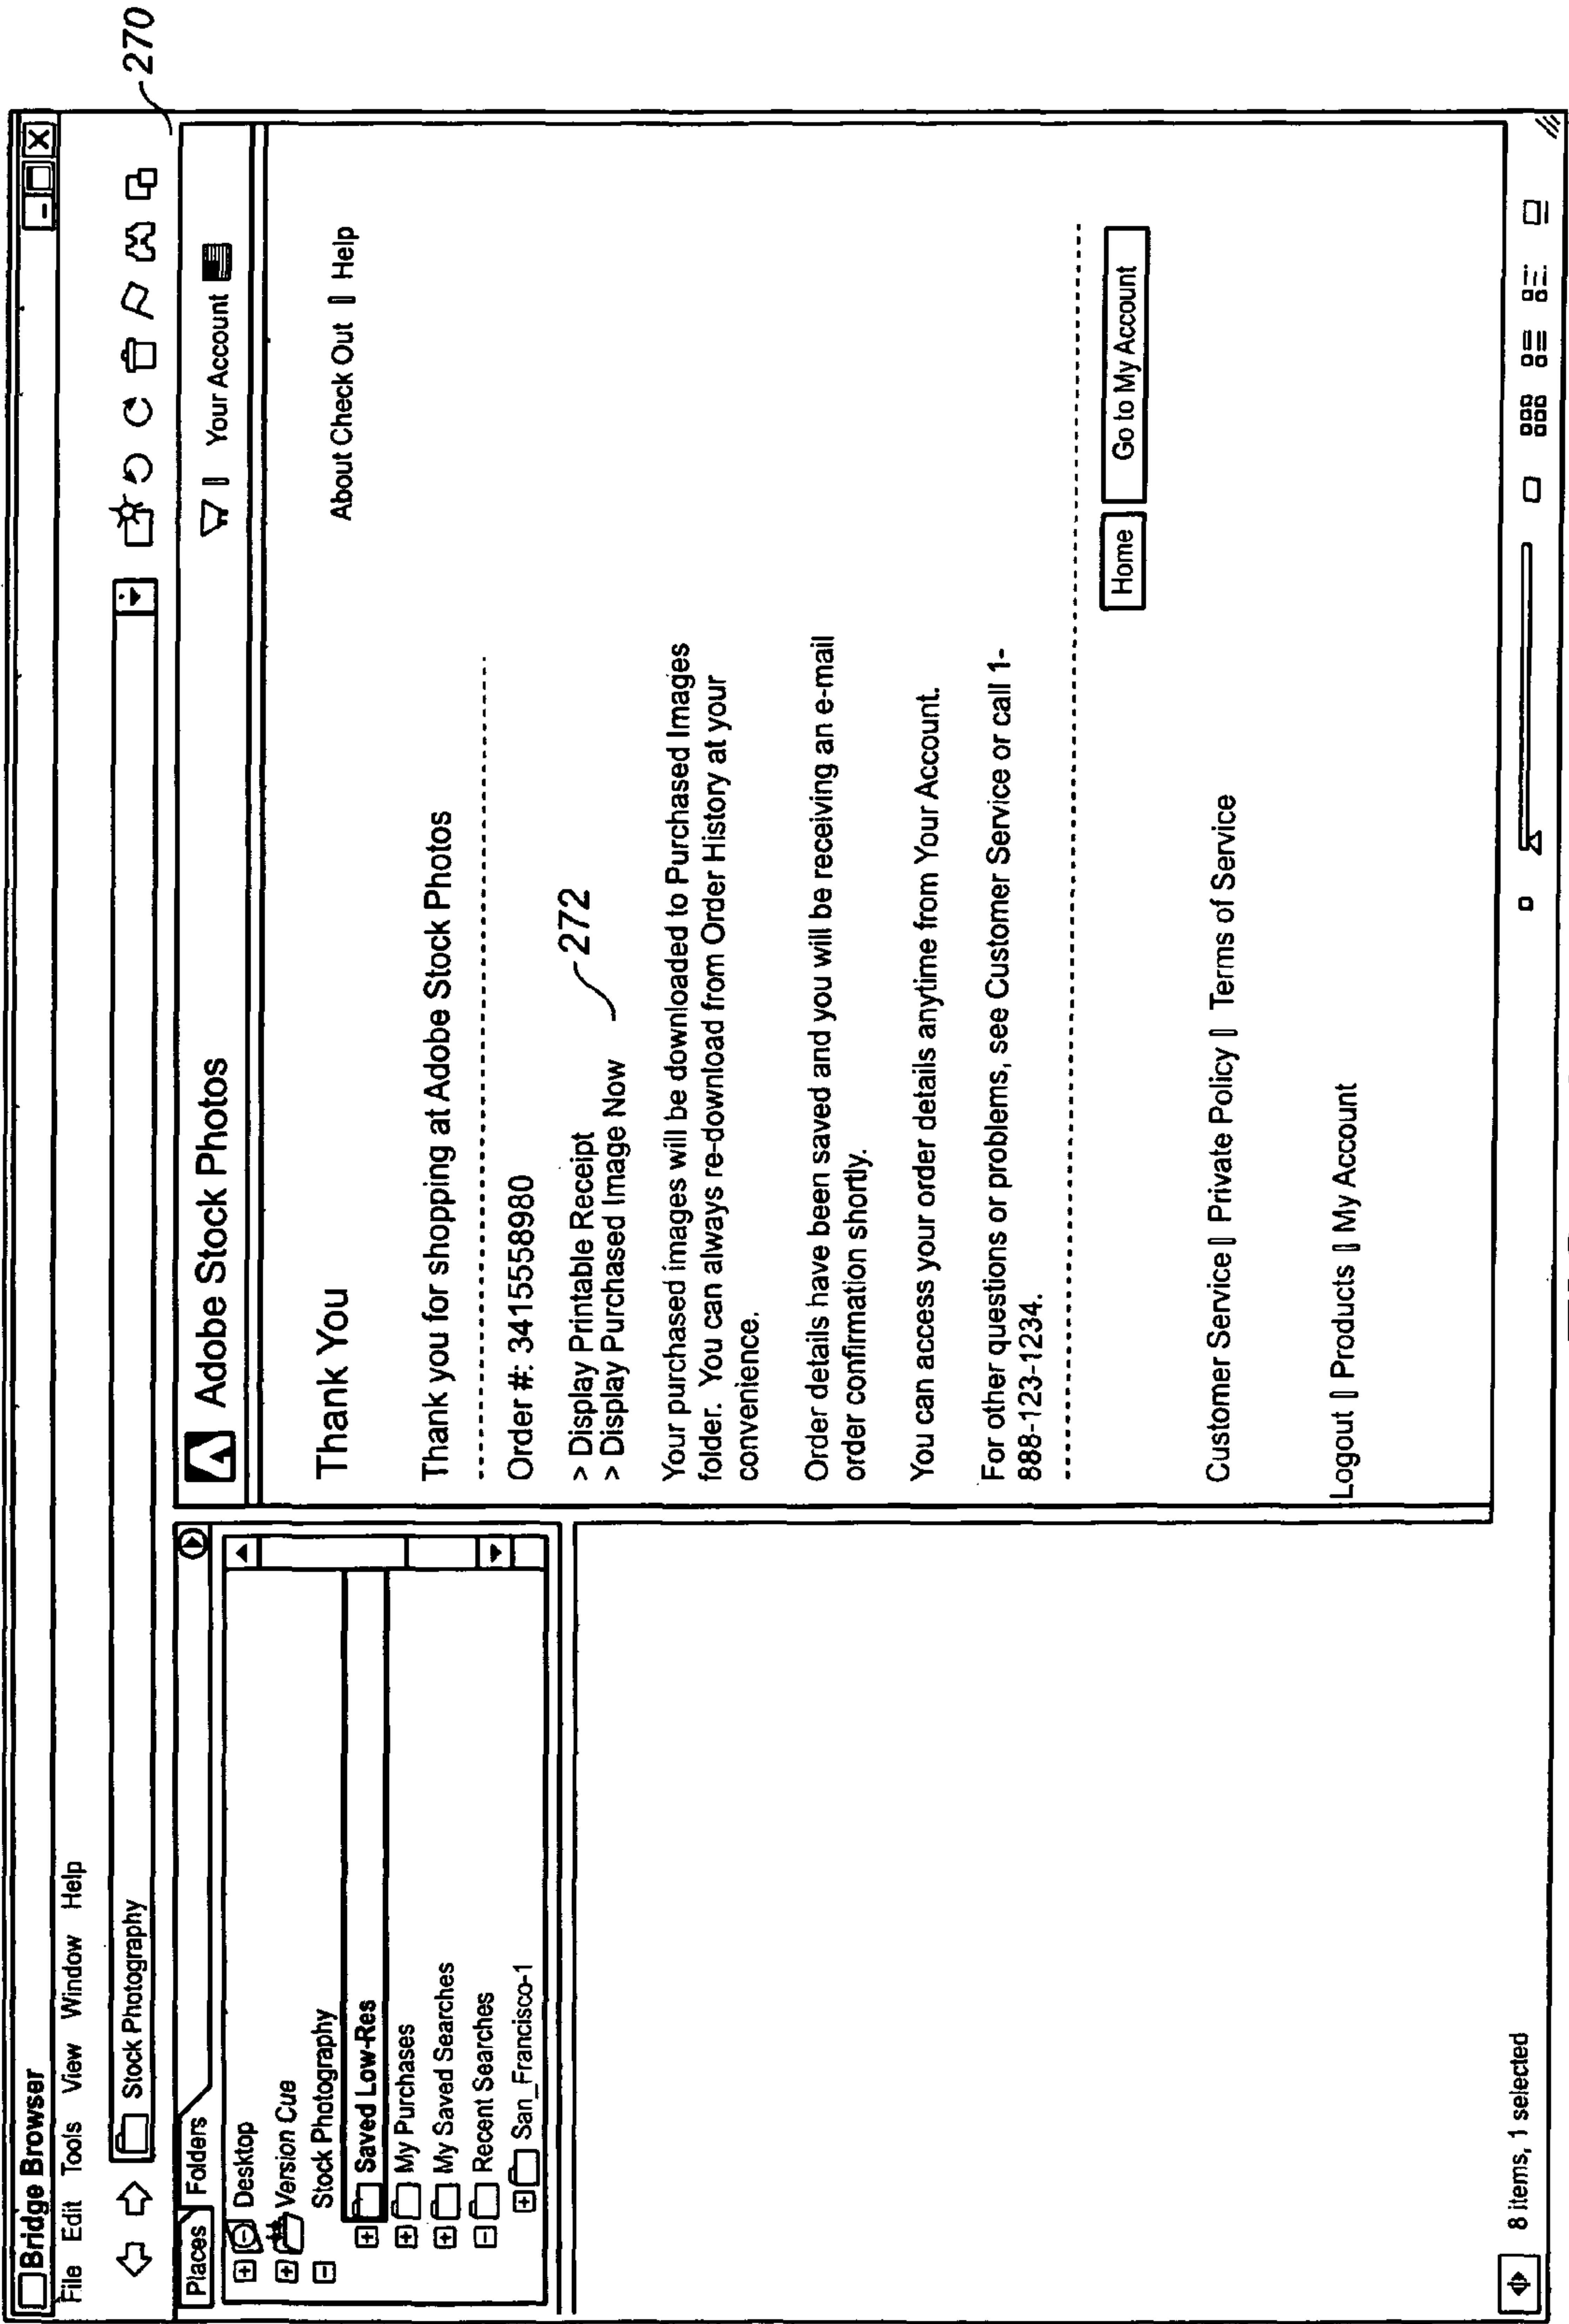 Bridge Browser
File Edit Tools View Window Help
Stock Photography
270
Places Folders
Desktop
Version Cue
Stock Photography
Saved Low-Res
My Purchases
My Saved Searches
Recent Searches
San_Francisco-1
Adobe Stock Photos
Your Account
Thank You
About Check Out Help
Thank you for shopping at Adobe Stock Photos
Order #: 3415558980
> Display Printable Receipt
> Display Purchased Image Now
272
Your purchased images will be downloaded to Purchased Images
folder. You can always re-download from Order History at your
convenience.
Order details have been saved and you will be receiving an e-mail
order confirmation shortly.
You can access your order details anytime from Your Account.
For other questions or problems, see Customer Service or call 1-
888-123-1234.
Home Go to My Account
Customer Service Private Policy Terms of Service
Logout Products My Account
8 items, 1 selected